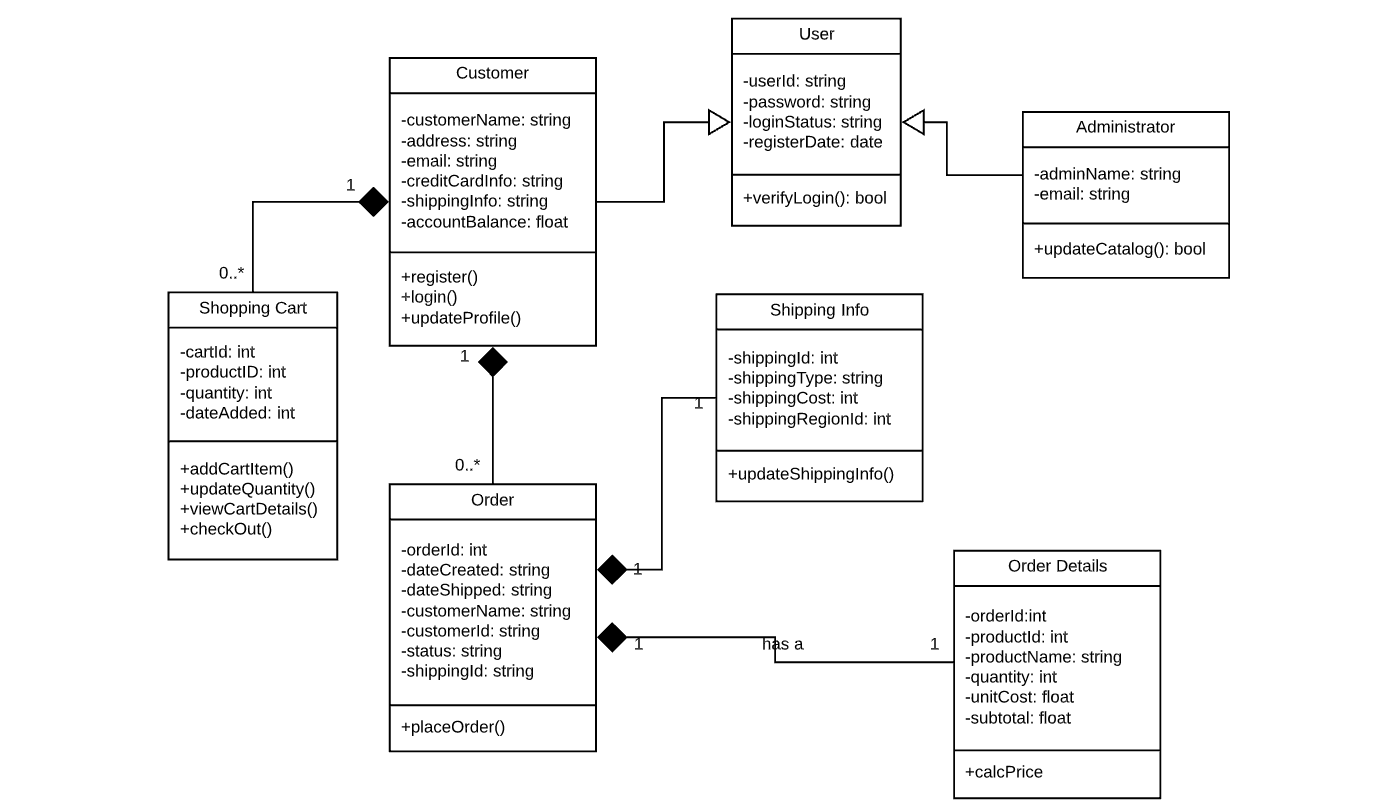 User
-userId: string
-password: string
-loginStatus: string
-registerDate: date
+verifyLogin(): bool
Customer
-customerName: string
-address: string
-email: string
-creditCardInfo: string
-shippingInfo: string
-accountBalance: float
+register()
+login()
+updateProfile()
Administrator
-adminName: string
-email: string
+updateCatalog(): bool
1
0..*
Shopping Cart
-cartId: int
-productID: int
-quantity: int
-dateAdded: int
+addCartItem()
+updateQuantity()
+viewCartDetails()
+checkOut()
1
0..*
Shipping Info
-shippingId: int
-shippingType: string
-shippingCost: int
-shippingRegionId: int
+updateShippingInfo()
1
Order
-orderId: int
-dateCreated: string
-dateShipped: string
-customerName: string
-customerId: string
-status: string
-shippingId: string
+placeOrder()
1
1
has a
1
Order Details
-orderId:int
-productId: int
-productName: string
-quantity: int
-unitCost: float
-subtotal: float
+calcPrice